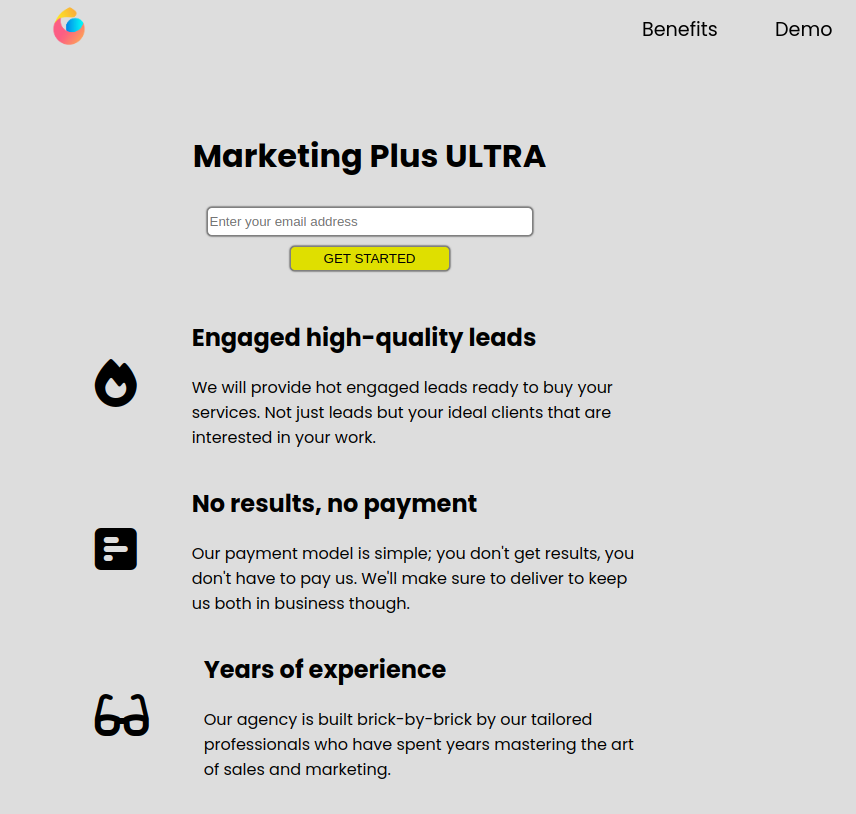 Benefits Demo
Marketing Plus ULTRA
Enter your email address
GET STARTED
Engaged high-quality leads
We will provide hot engaged leads ready to buy your
services. Not just leads but your ideal clients that are
interested in your work.
No results, no payment
Our payment model is simple; you don't get results, you
don't have to pay us. We'll make sure to deliver to keep
us both in business though.
Years of experience
Our agency is built brick-by-brick by our tailored
professionals who have spent years mastering the art
of sales and marketing.